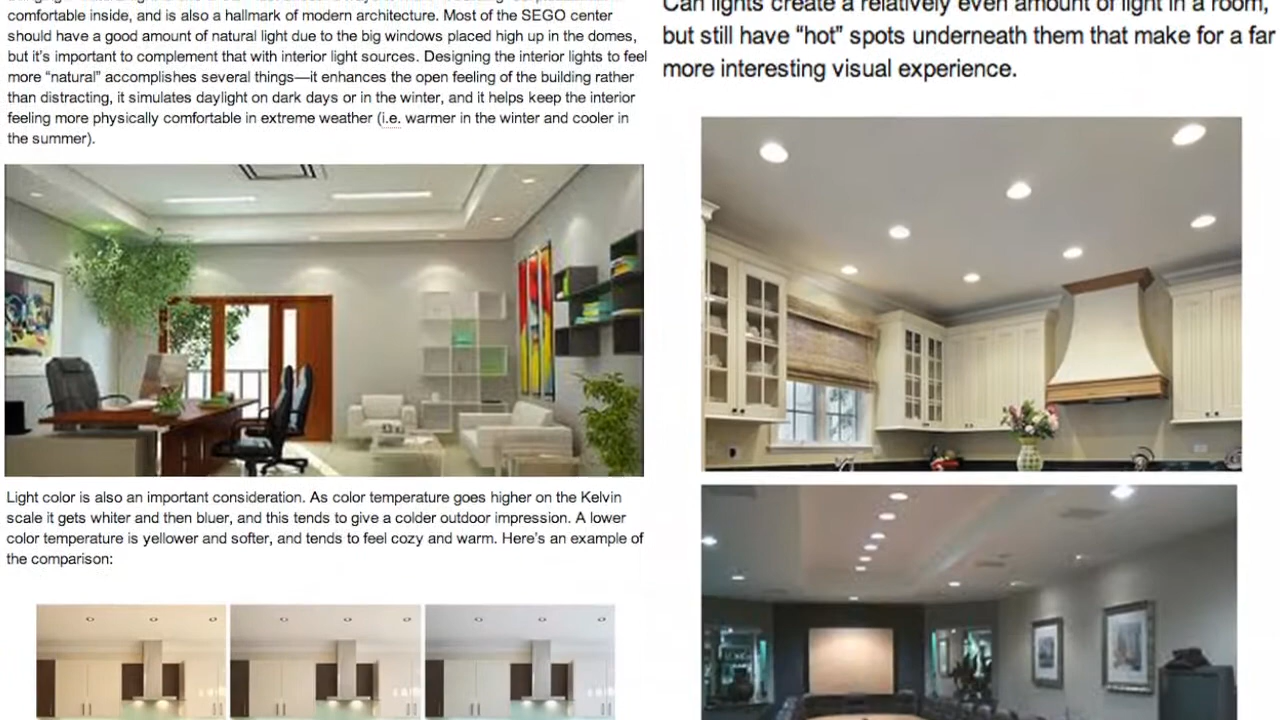 comfortable inside, and is also a hallmark of modern architecture. Most of the SEGO center
should have a good amount of natural light due to the big windows placed high up in the domes,
but it's important to complement that with interior light sources. Designing the interior lights to feel
more “natural” accomplishes several things—it enhances the open feeling of the building rather
than distracting, it simulates daylight on dark days or in the winter, and it helps keep the interior
feeling more physically comfortable in extreme weather (i.e. warmer in the winter and cooler in
the summer).
Light color is also an important consideration. As color temperature goes higher on the Kelvin
scale it gets whiter and then bluer, and this tends to give a colder outdoor impression. A lower
color temperature is yellower and softer, and tends to feel cozy and warm. Here's an example of
the comparison:
Can lights create a relatively even amount of light in a room,
but still have “hot” spots underneath them that make for a far
more interesting visual experience.